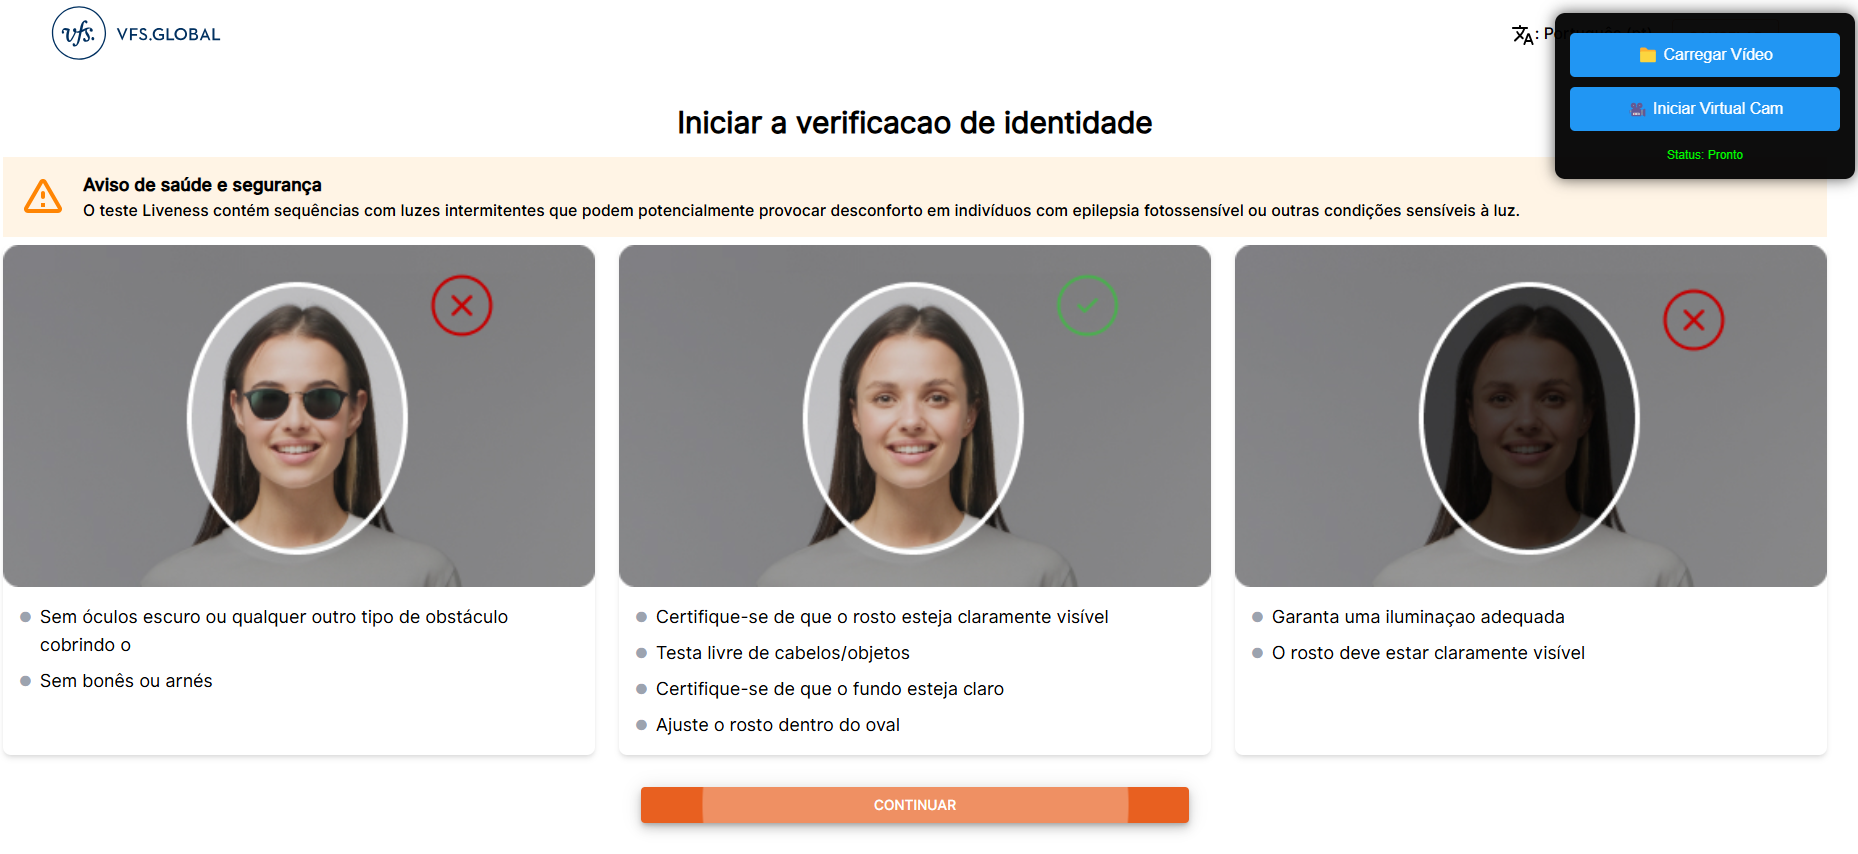 vfs. VFS.GLOBAL
Carregar Vídeo
Iniciar Virtual Cam
Status: Pronto
Iniciar a verificacao de identidade
Aviso de saúde e segurança
O teste Liveness contém sequências com luzes intermitentes que podem potencialmente provocar desconforto em indivíduos com epilepsia fotossensível ou outras condições sensíveis à luz.
Sem óculos escuro ou qualquer outro tipo de obstáculo
cobrindo o
Sem bonês ou arnés
Certifique-se de que o rosto esteja claramente visível
Testa livre de cabelos/objetos
Certifique-se de que o fundo esteja claro
Ajuste o rosto dentro do oval
Garanta uma iluminaçao adequada
O rosto deve estar claramente visível
CONTINUAR